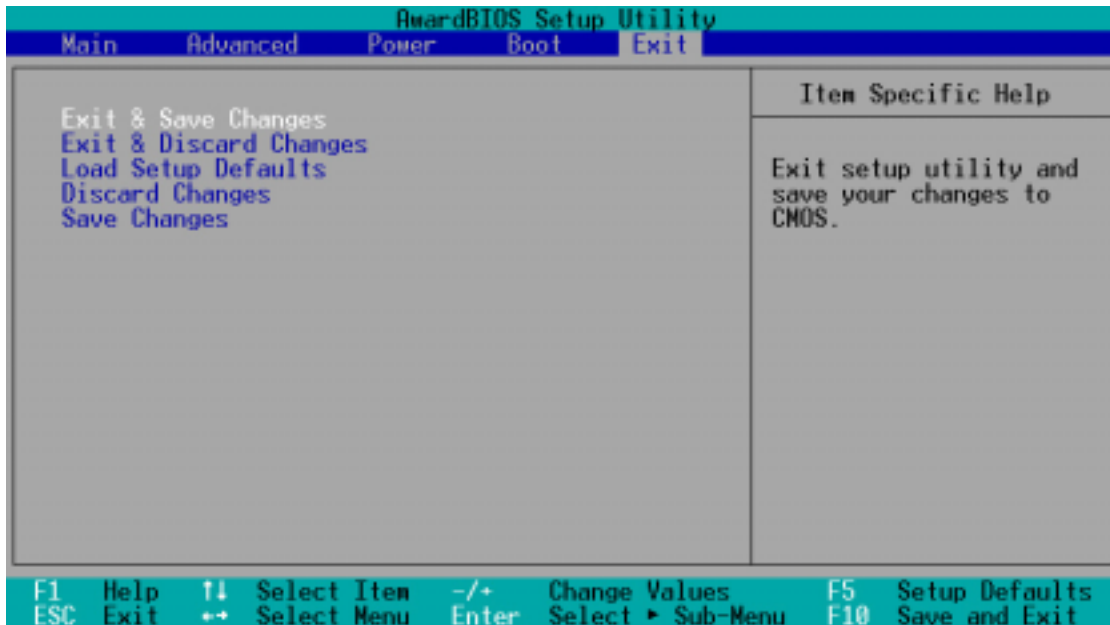 AwardBIOS Setup Utility
Main Advanced Power Boot Exit
Item Specific Help
Exit & Save Changes
Exit & Discard Changes
Load Setup Defaults
Discard Changes
Save Changes
Exit setup utility and
save your changes to
CMOS.
F1 Help ↑↓ Select Item -/+ Change Values F5 Setup Defaults
ESC Exit ←→ Select Menu Enter Select ► Sub-Menu F10 Save and Exit